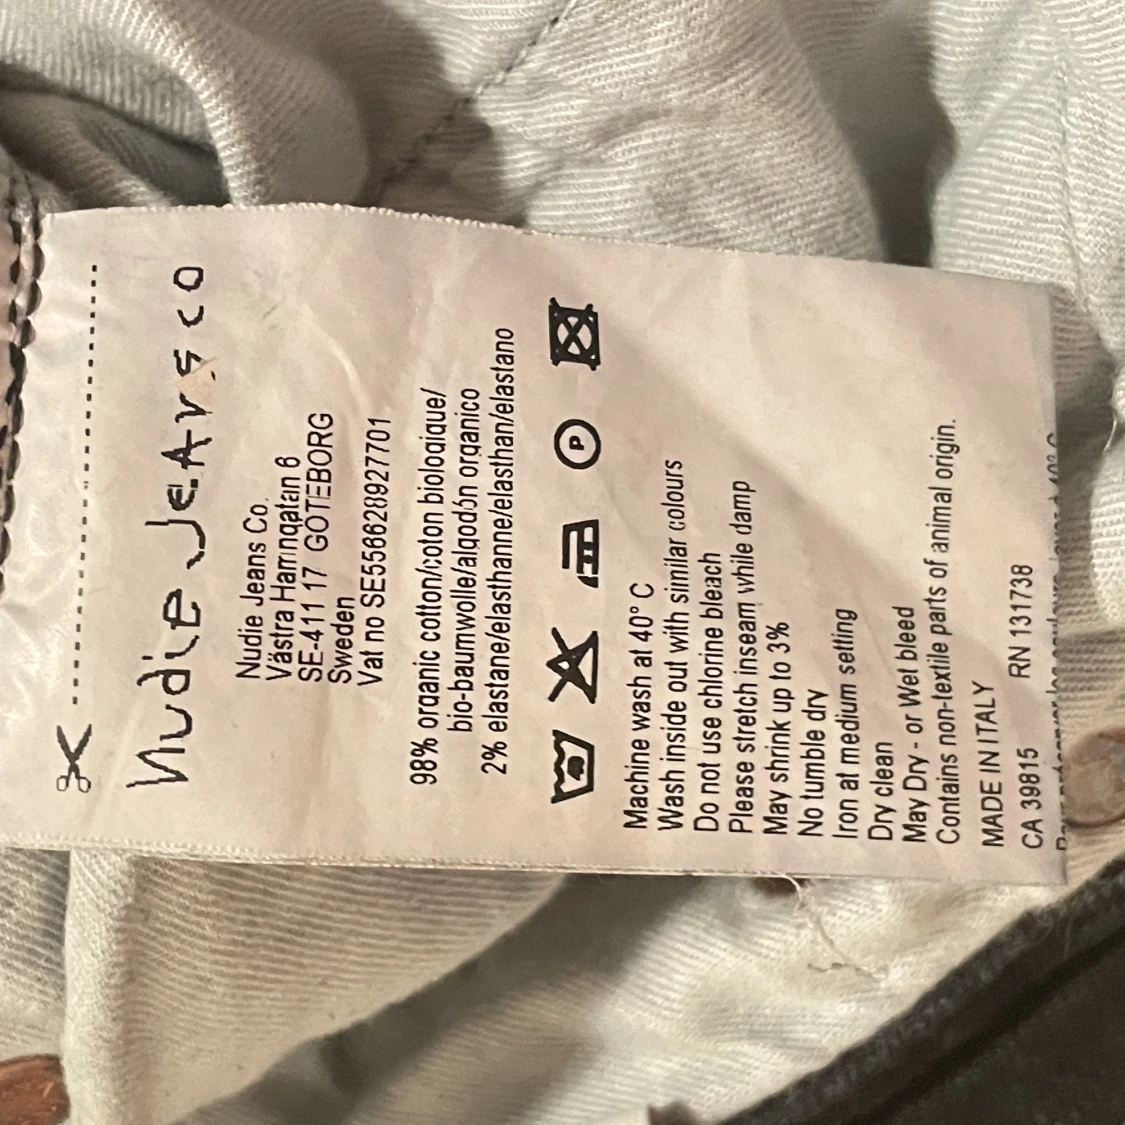 nudie Jeans co
Nudie Jeans Co.
Västra Hamngatan 6
SE-411 17 GÖTEBORG
Sweden
Vat no SE556628927701
98% organic cotton/coton biologique/
bio-baumwolle/algodón organico
2% elastane/elasthanne/elasthan/elastano
P
Machine wash at 40° C
Wash inside out with similar colours
Do not use chlorine bleach
Please stretch inseam while damp
May shrink up to 3%
No tumble dry
Iron at medium setting
Dry clean
May Dry - or Wet bleed
Contains non-textile parts of animal origin.
MADE IN ITALY
CA 39815 RN 131738